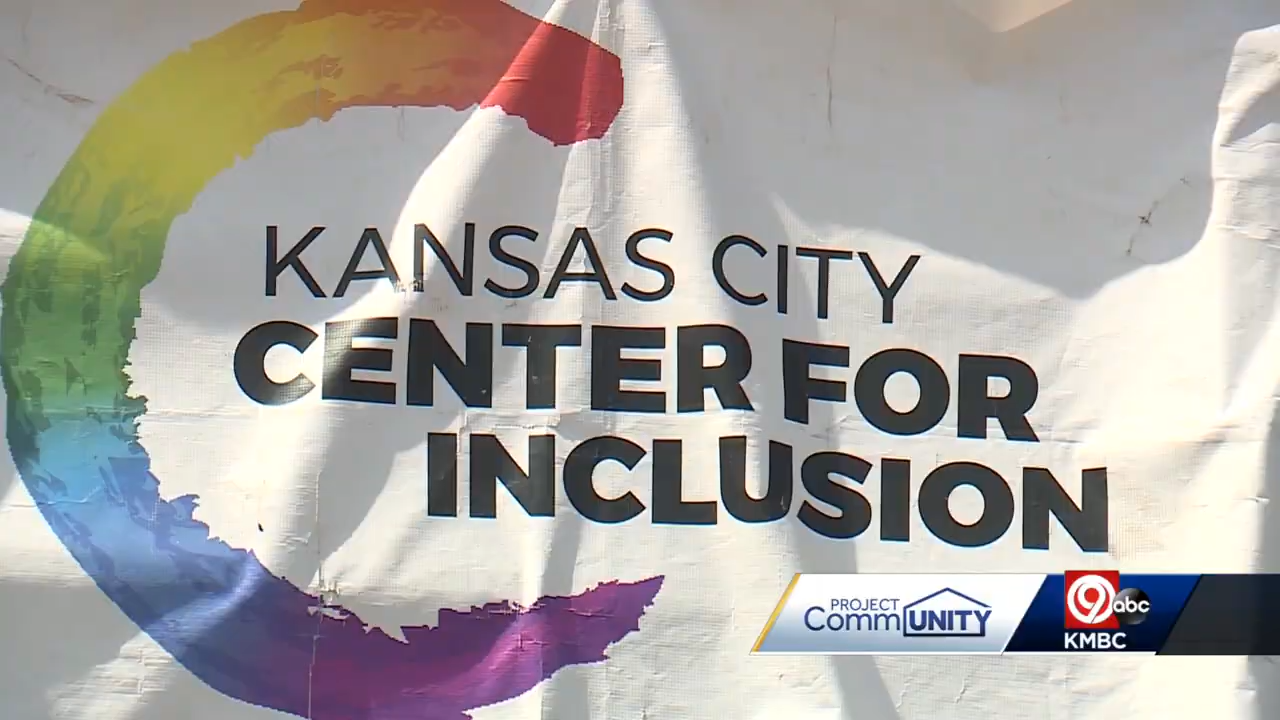 KANSAS CITY
CENTER FOR
INCLUSION
PROJECT
CommUNITY
9 abc
KMBC